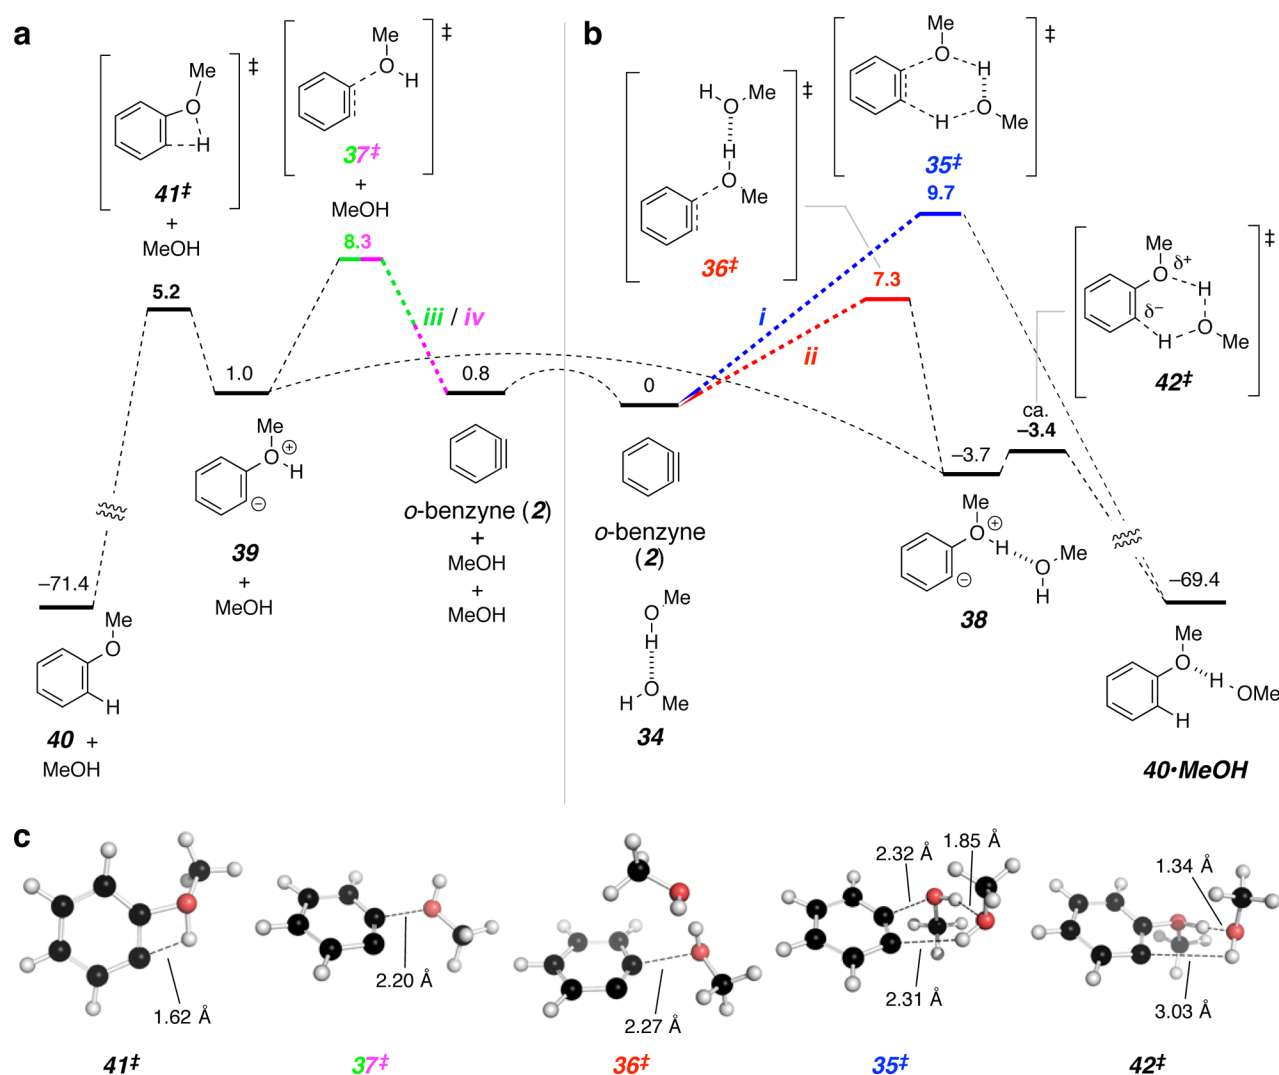 a
b
Me
O
H
‡
41‡
+
MeOH
Me
O
H
‡
37‡
+
MeOH
H
O
Me
H
O
Me
‡
36‡
Me
O
H
H
O
Me
‡
35‡
Me
O
δ+
H
δ−
H
O
Me
‡
42‡
5.2
8.3
9.7
7.3
iii / iv
i
ii
1.0
0.8
0
ca.
–3.4
–3.7
–71.4
–69.4
Me
O
⊕
H
⊖
39
+
MeOH
o-benzyne (2)
+
MeOH
+
MeOH
o-benzyne
(2)
Me
O
H
H
O
Me
34
Me
O
⊕
H
Me
O
H
⊖
38
Me
O
H
40 +
MeOH
Me
O
H
OMe
H
40•MeOH
c
1.62 Å
41‡
2.20 Å
37‡
2.27 Å
36‡
2.32 Å
1.85 Å
2.31 Å
35‡
1.34 Å
3.03 Å
42‡